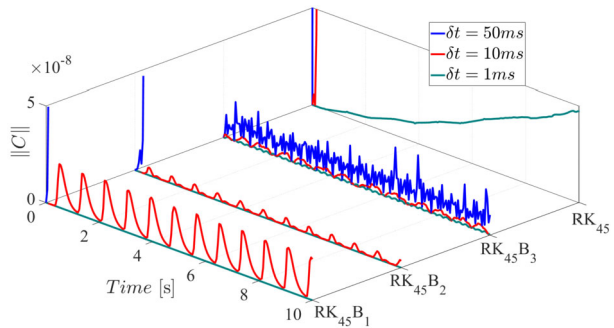 δt = 50ms
δt = 10ms
δt = 1ms
×10⁻⁸
5
‖C‖
0
0
2
4
6
8
10
Time [s]
RK₄₅B₁
RK₄₅B₂
RK₄₅B₃
RK₄₅